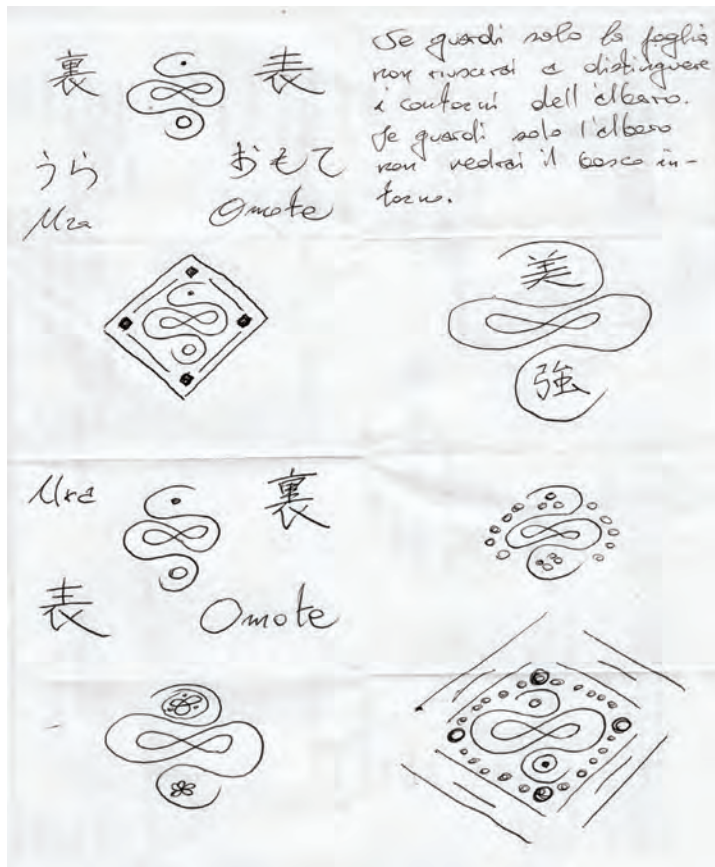 裏 表
うら おもて
Ura Omote
Se guardi solo la foglia
non riuscirai a distinguere
i contorni dell'albero.
Se guardi solo l'albero
non vedrai il bosco in-
torno.
美
強
Ura 裏
表 Omote